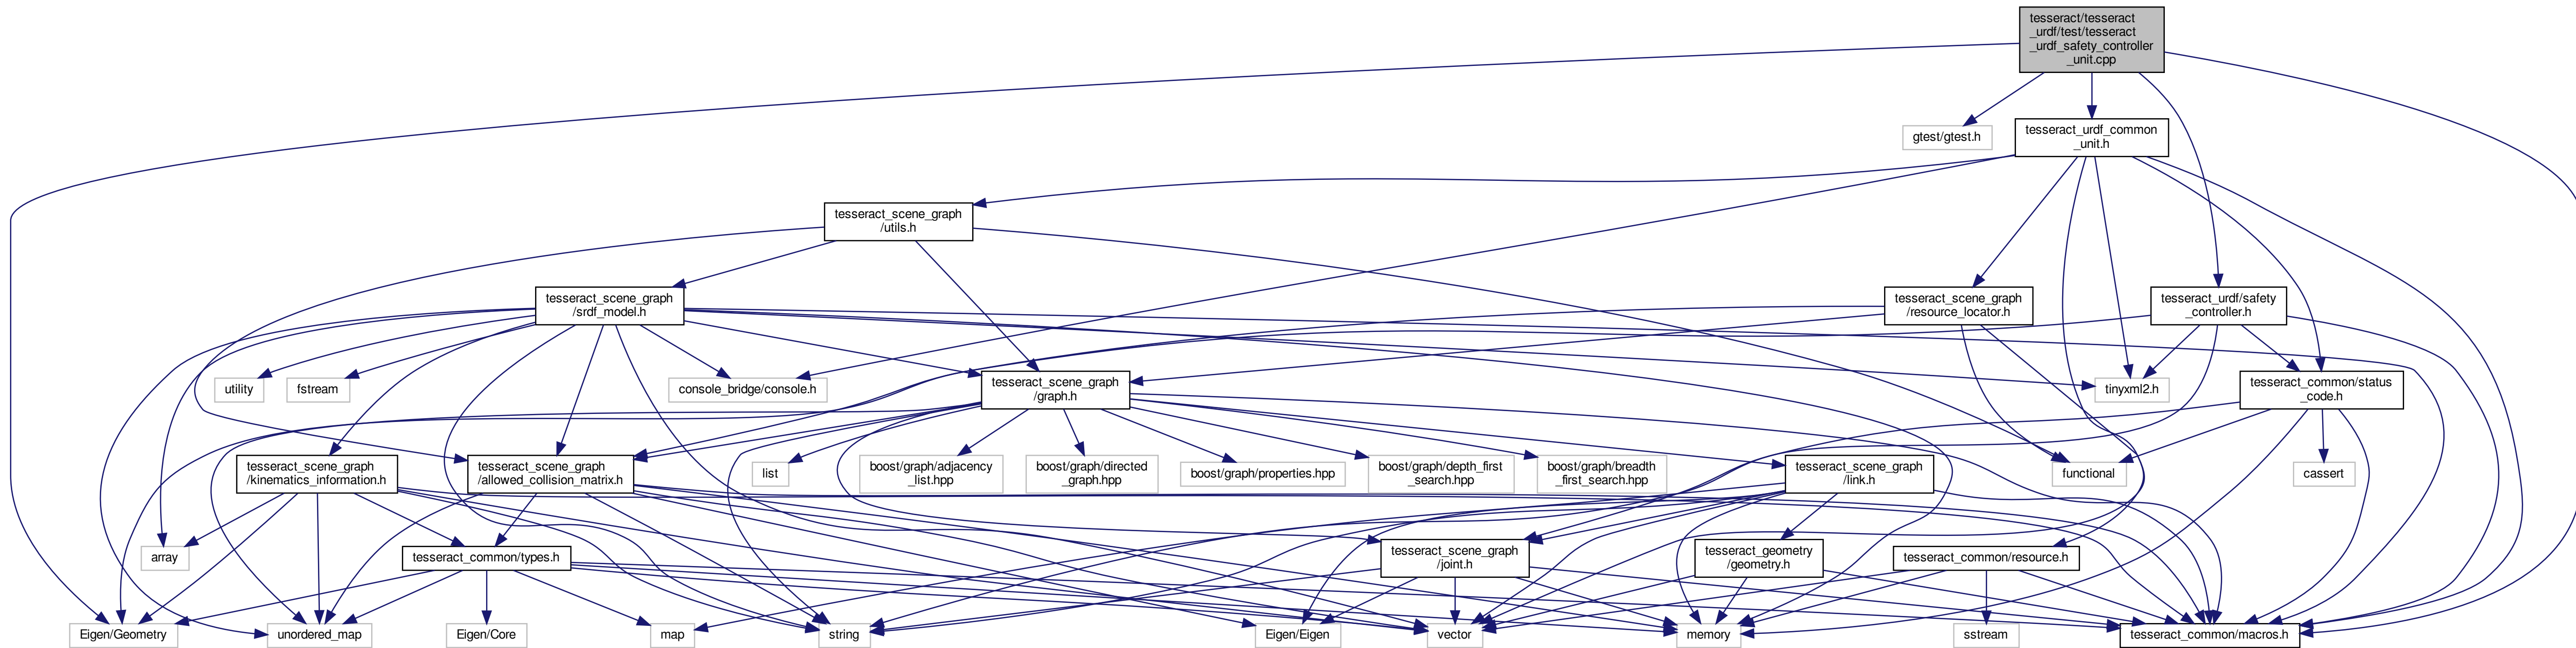 tesseract/tesseract
_urdf/test/tesseract
_urdf_safety_controller
_unit.cpp
gtest/gtest.h
tesseract_urdf_common
_unit.h
tesseract_scene_graph
/utils.h
tesseract_scene_graph
/srdf_model.h
tesseract_scene_graph
/resource_locator.h
tesseract_urdf/safety
_controller.h
utility
fstream
console_bridge/console.h
tesseract_scene_graph
/graph.h
tinyxml2.h
tesseract_common/status
_code.h
tesseract_scene_graph
/kinematics_information.h
tesseract_scene_graph
/allowed_collision_matrix.h
list
boost/graph/adjacency
_list.hpp
boost/graph/directed
_graph.hpp
boost/graph/properties.hpp
boost/graph/depth_first
_search.hpp
boost/graph/breadth
_first_search.hpp
tesseract_scene_graph
/link.h
functional
cassert
array
tesseract_common/types.h
tesseract_scene_graph
/joint.h
tesseract_geometry
/geometry.h
tesseract_common/resource.h
Eigen/Geometry
unordered_map
Eigen/Core
map
string
Eigen/Eigen
vector
memory
sstream
tesseract_common/macros.h